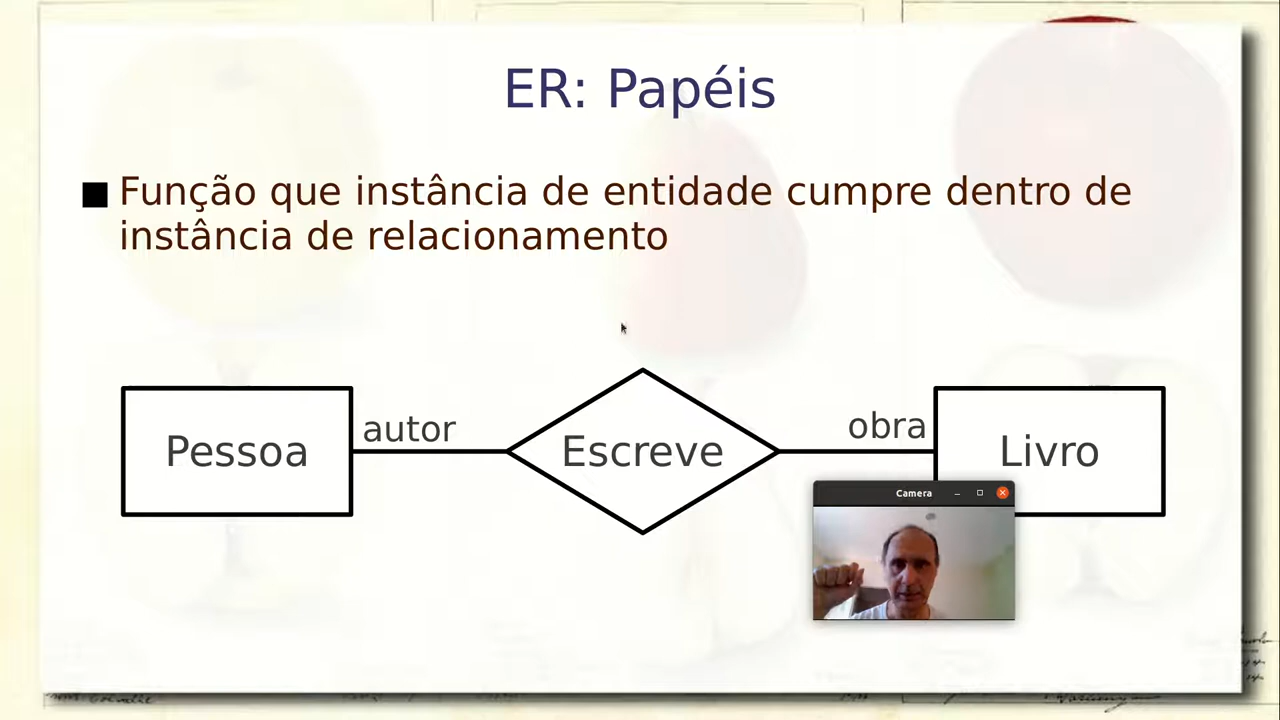 ER: Papéis
Função que instância de entidade cumpre dentro de
instância de relacionamento
Pessoa
autor
Escreve
obra
Livro
Camera